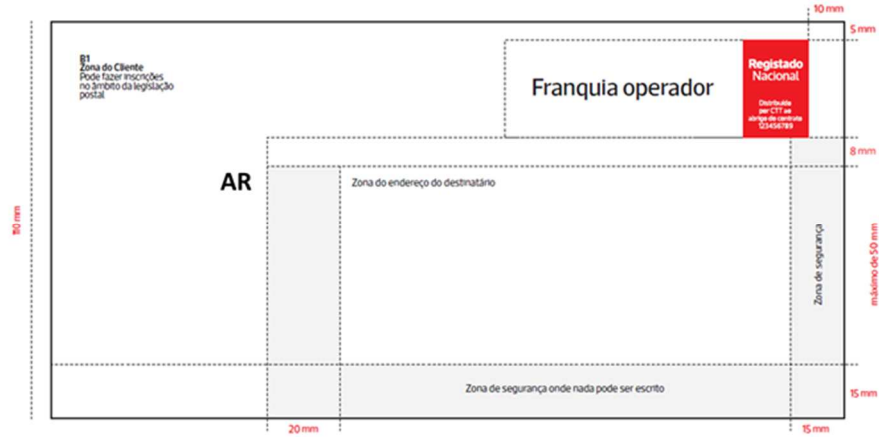 10 mm
5 mm
B1
Zona do Cliente
Pode fazer inscrições
no âmbito da legislação
postal
Franquia operador
Registado
Nacional
Distribuído
por CTT ao
abrigo de contrato
123456789
8 mm
AR
Zona do endereço do destinatário
110 mm
Zona de segurança
máximo de 50 mm
Zona de segurança onde nada pode ser escrito
15 mm
20 mm
15 mm